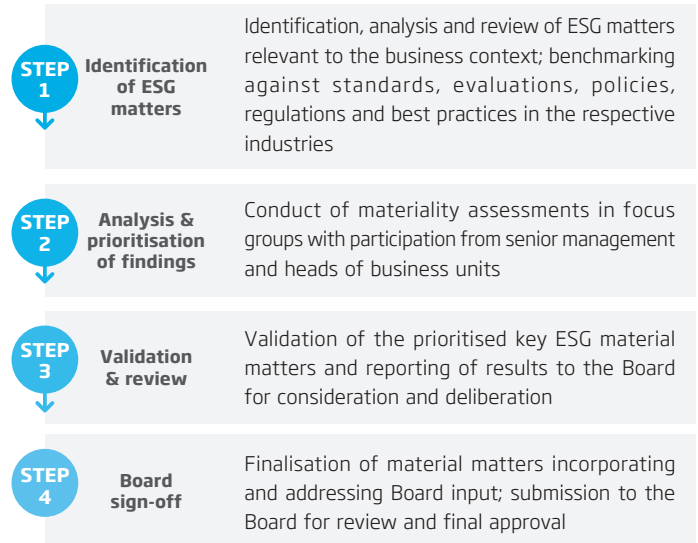 STEP
1
Identification
of ESG
matters
Identification, analysis and review of ESG matters
relevant to the business context; benchmarking
against standards, evaluations, policies,
regulations and best practices in the respective
industries
STEP
2
Analysis &
prioritisation
of findings
Conduct of materiality assessments in focus
groups with participation from senior management
and heads of business units
STEP
3
Validation
& review
Validation of the prioritised key ESG material
matters and reporting of results to the Board
for consideration and deliberation
STEP
4
Board
sign-off
Finalisation of material matters incorporating
and addressing Board input; submission to the
Board for review and final approval